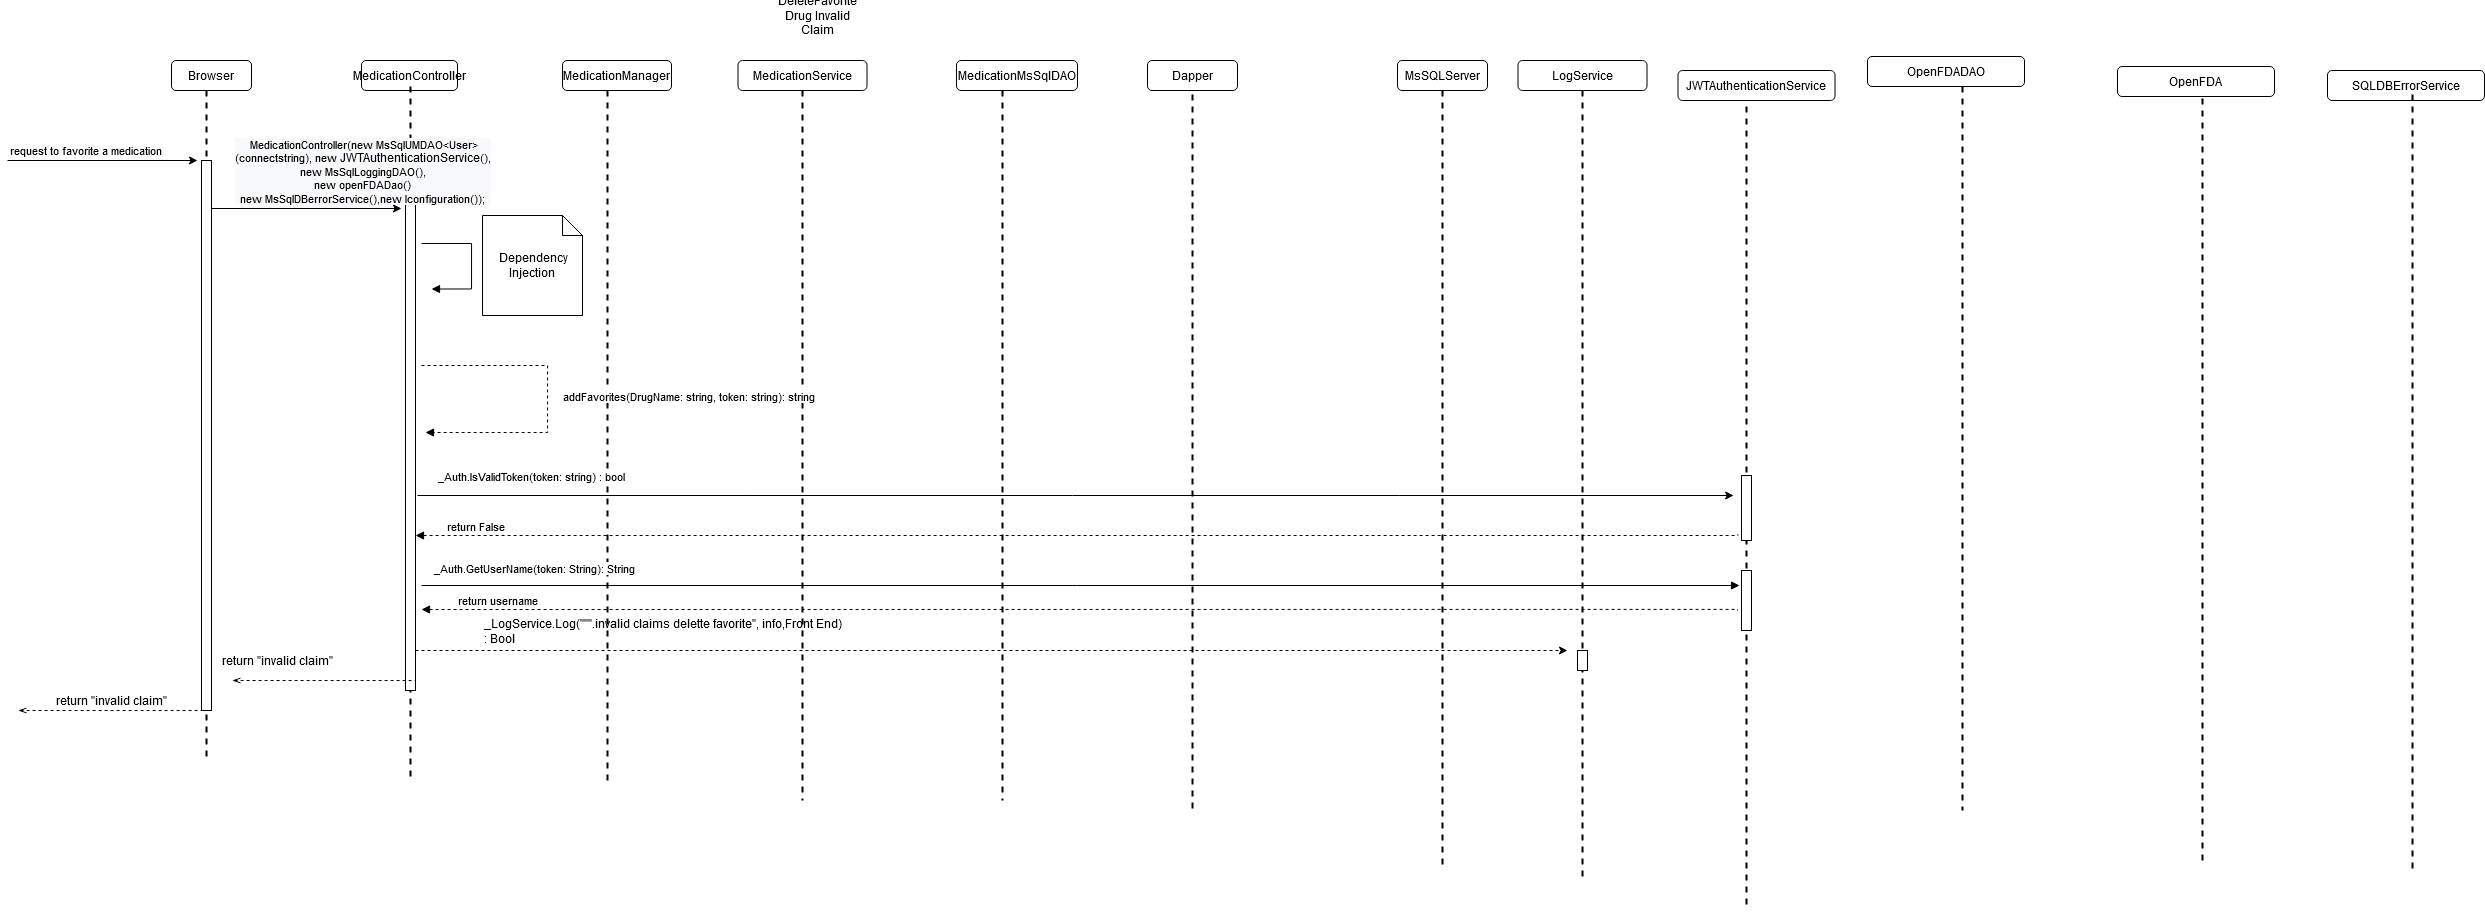 DeleteFavorite
Drug Invalid
Claim
Browser
MedicationController
MedicationManager
MedicationService
MedicationMsSqlDAO
Dapper
MsSQLServer
LogService
JWTAuthenticationService
OpenFDADAO
OpenFDA
SQLDBErrorService
request to favorite a medication
MedicationController(new MsSqlUMDAO<User>
(connectstring), new JWTAuthenticationService(),
new MsSqlLoggingDAO(),
new openFDADao()
new MsSqlDBerrorService(),new Iconfiguration());
Dependency
Injection
addFavorites(DrugName: string, token: string): string
_Auth.IsValidToken(token: string) : bool
return False
_Auth.GetUserName(token: String): String
return username
_LogService.Log("""".invalid claims delette favorite", info,Front End)
: Bool
return "invalid claim"
return "invalid claim"